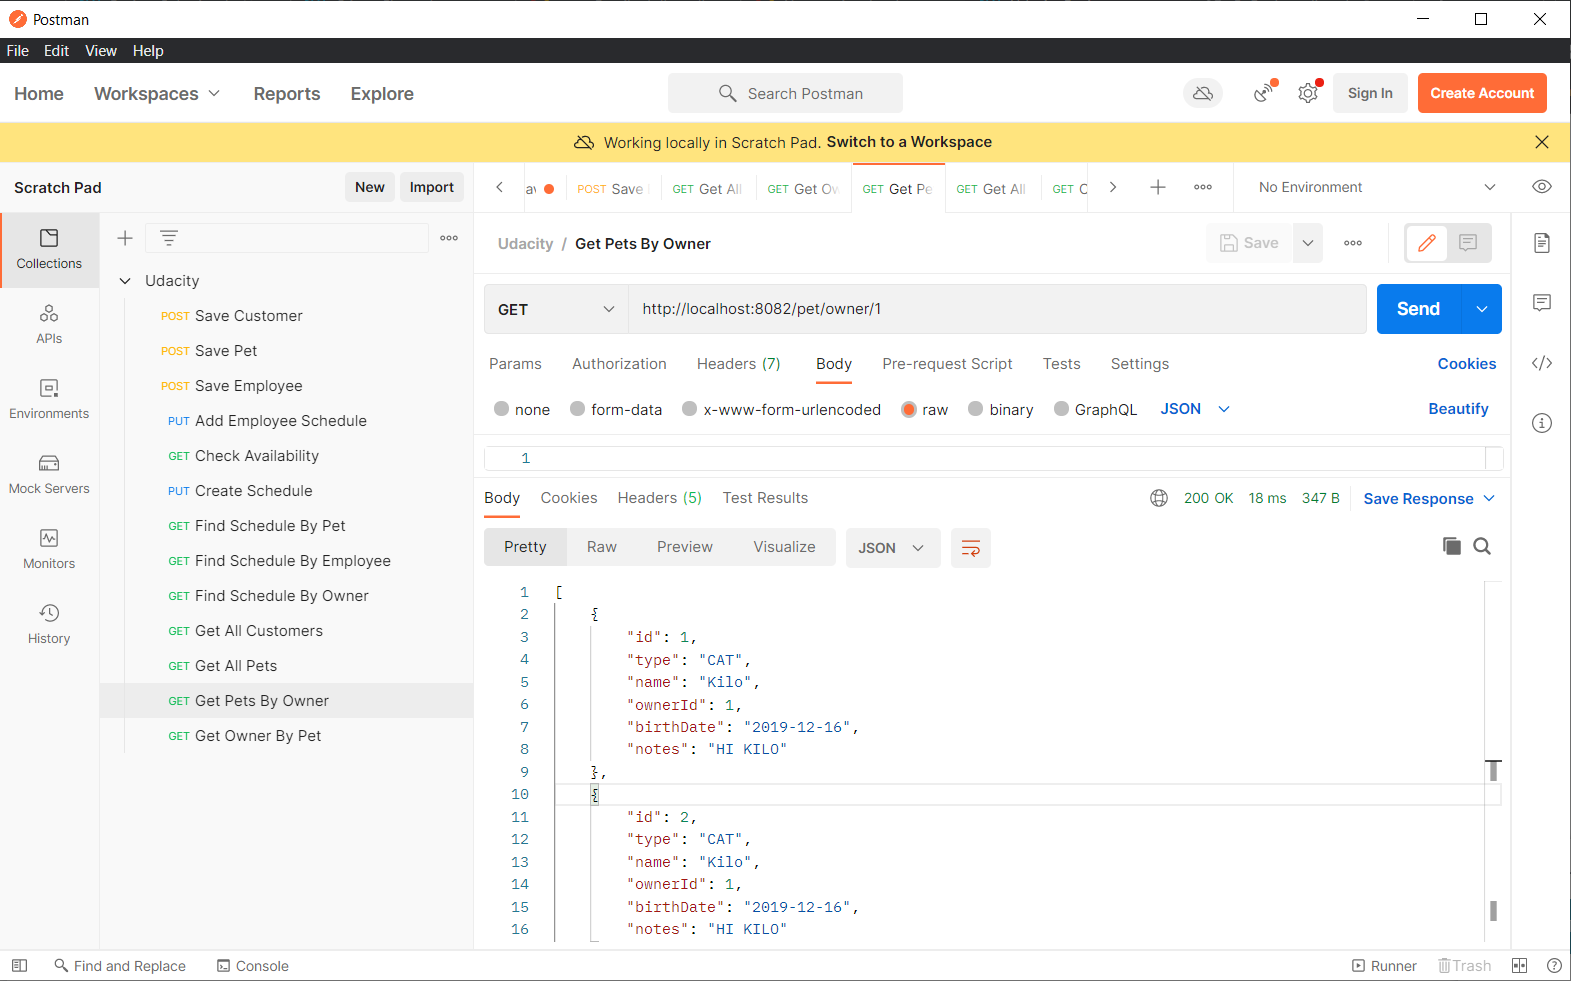 Postman
File Edit View Help
Home Workspaces Reports Explore Search Postman Sign In Create Account
Working locally in Scratch Pad. Switch to a Workspace
Scratch Pad New Import
POST Save GET Get All GET Get Ow GET Get Pe GET Get All GET No Environment
Collections
APIs
Environments
Mock Servers
Monitors
History
Udacity
POST Save Customer
POST Save Pet
POST Save Employee
PUT Add Employee Schedule
GET Check Availability
PUT Create Schedule
GET Find Schedule By Pet
GET Find Schedule By Employee
GET Find Schedule By Owner
GET Get All Customers
GET Get All Pets
GET Get Pets By Owner
GET Get Owner By Pet
Udacity / Get Pets By Owner Save
GET http://localhost:8082/pet/owner/1 Send
Params Authorization Headers (7) Body Pre-request Script Tests Settings Cookies
none form-data x-www-form-urlencoded raw binary GraphQL JSON Beautify
1
Body Cookies Headers (5) Test Results 200 OK 18 ms 347 B Save Response
Pretty Raw Preview Visualize JSON
1 [
2 {
3 "id": 1,
4 "type": "CAT",
5 "name": "Kilo",
6 "ownerId": 1,
7 "birthDate": "2019-12-16",
8 "notes": "HI KILO"
9 },
10 {
11 "id": 2,
12 "type": "CAT",
13 "name": "Kilo",
14 "ownerId": 1,
15 "birthDate": "2019-12-16",
16 "notes": "HI KILO"
Find and Replace Console Runner Trash